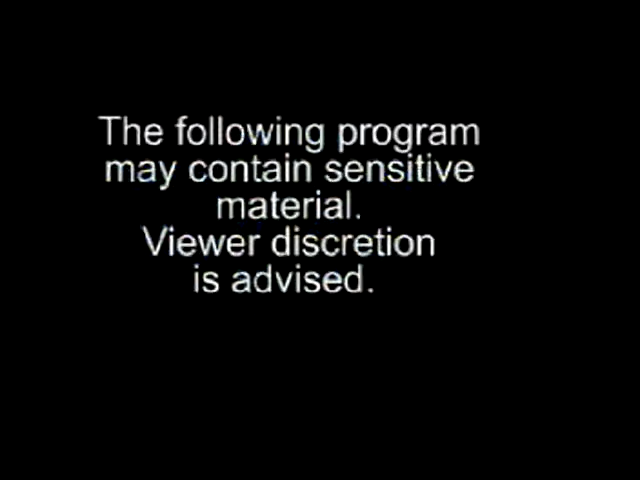 The following program
may contain sensitive
material.
Viewer discretion
is advised.